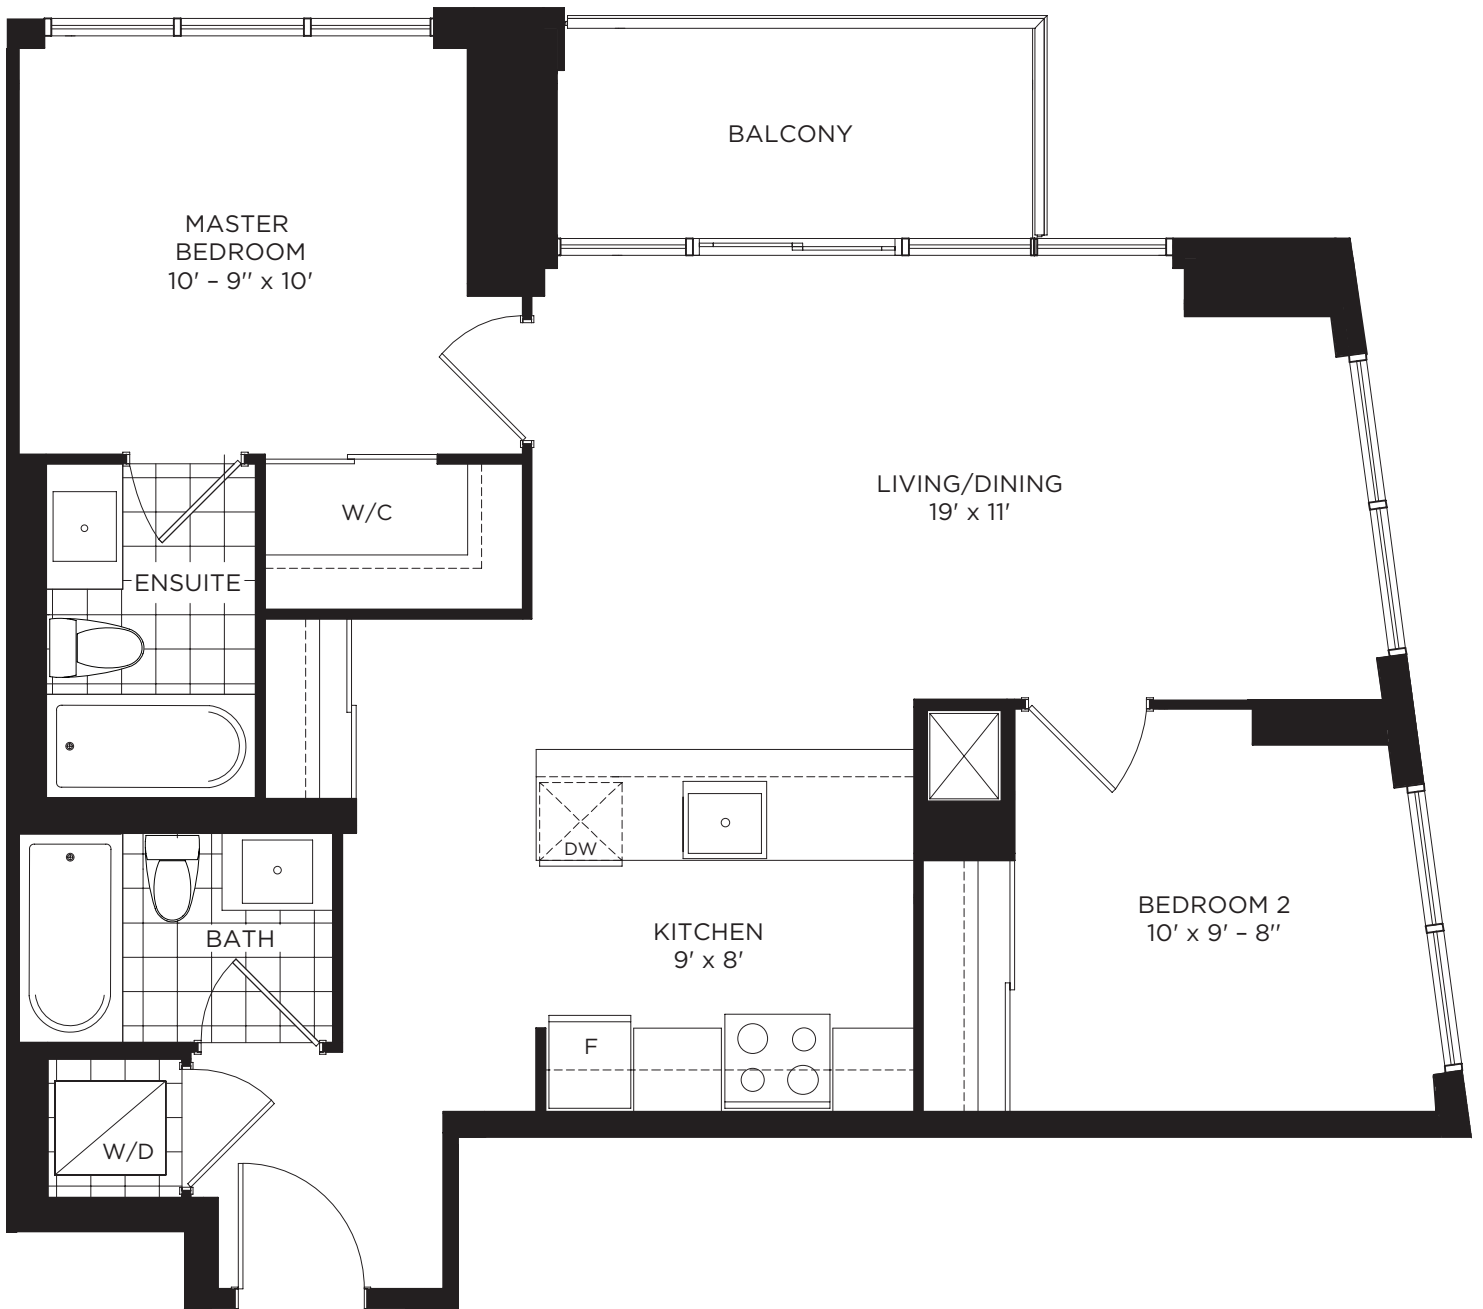 BALCONY
MASTER
BEDROOM
10' – 9" x 10'
LIVING/DINING
19' x 11'
W/C
ENSUITE
DW
BEDROOM 2
10' x 9' – 8"
KITCHEN
9' x 8'
BATH
F
W/D